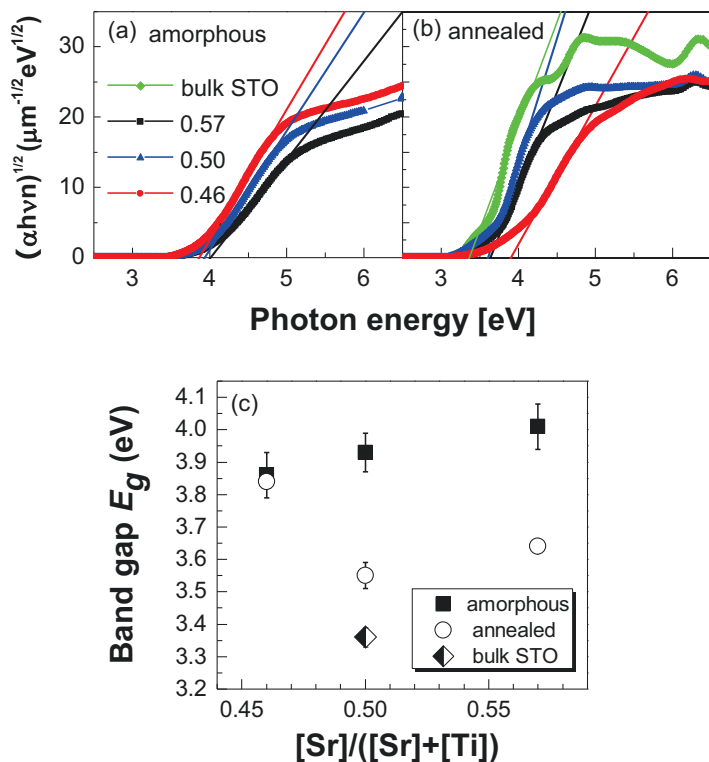 (a) amorphous
(b) annealed
bulk STO
0.57
0.50
0.46
(αhνn)^1/2 (μm^-1/2 eV^1/2)
30
20
10
0
3 4 5 6
3 4 5 6
Photon energy [eV]
(c)
Band gap E_g (eV)
4.1
4.0
3.9
3.8
3.7
3.6
3.5
3.4
3.3
3.2
amorphous
annealed
bulk STO
0.45 0.50 0.55
[Sr]/([Sr]+[Ti])